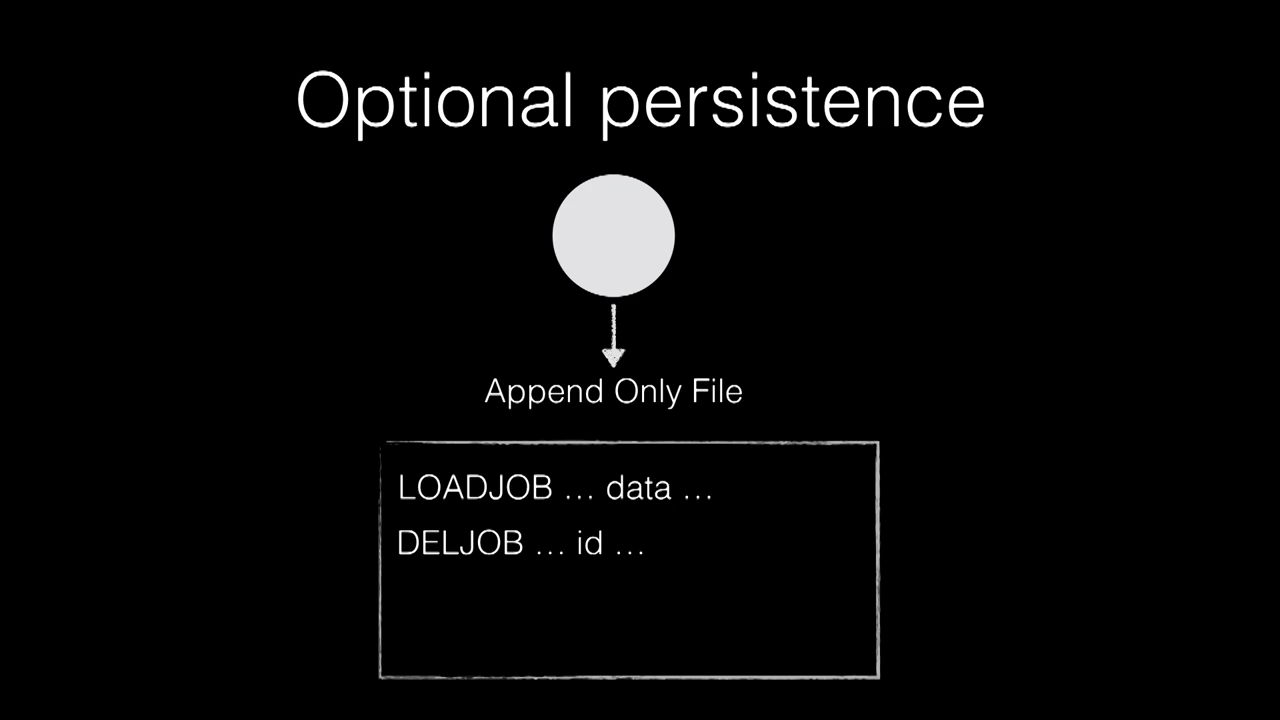 Optional persistence
Append Only File
LOADJOB … data …
DELJOB … id …